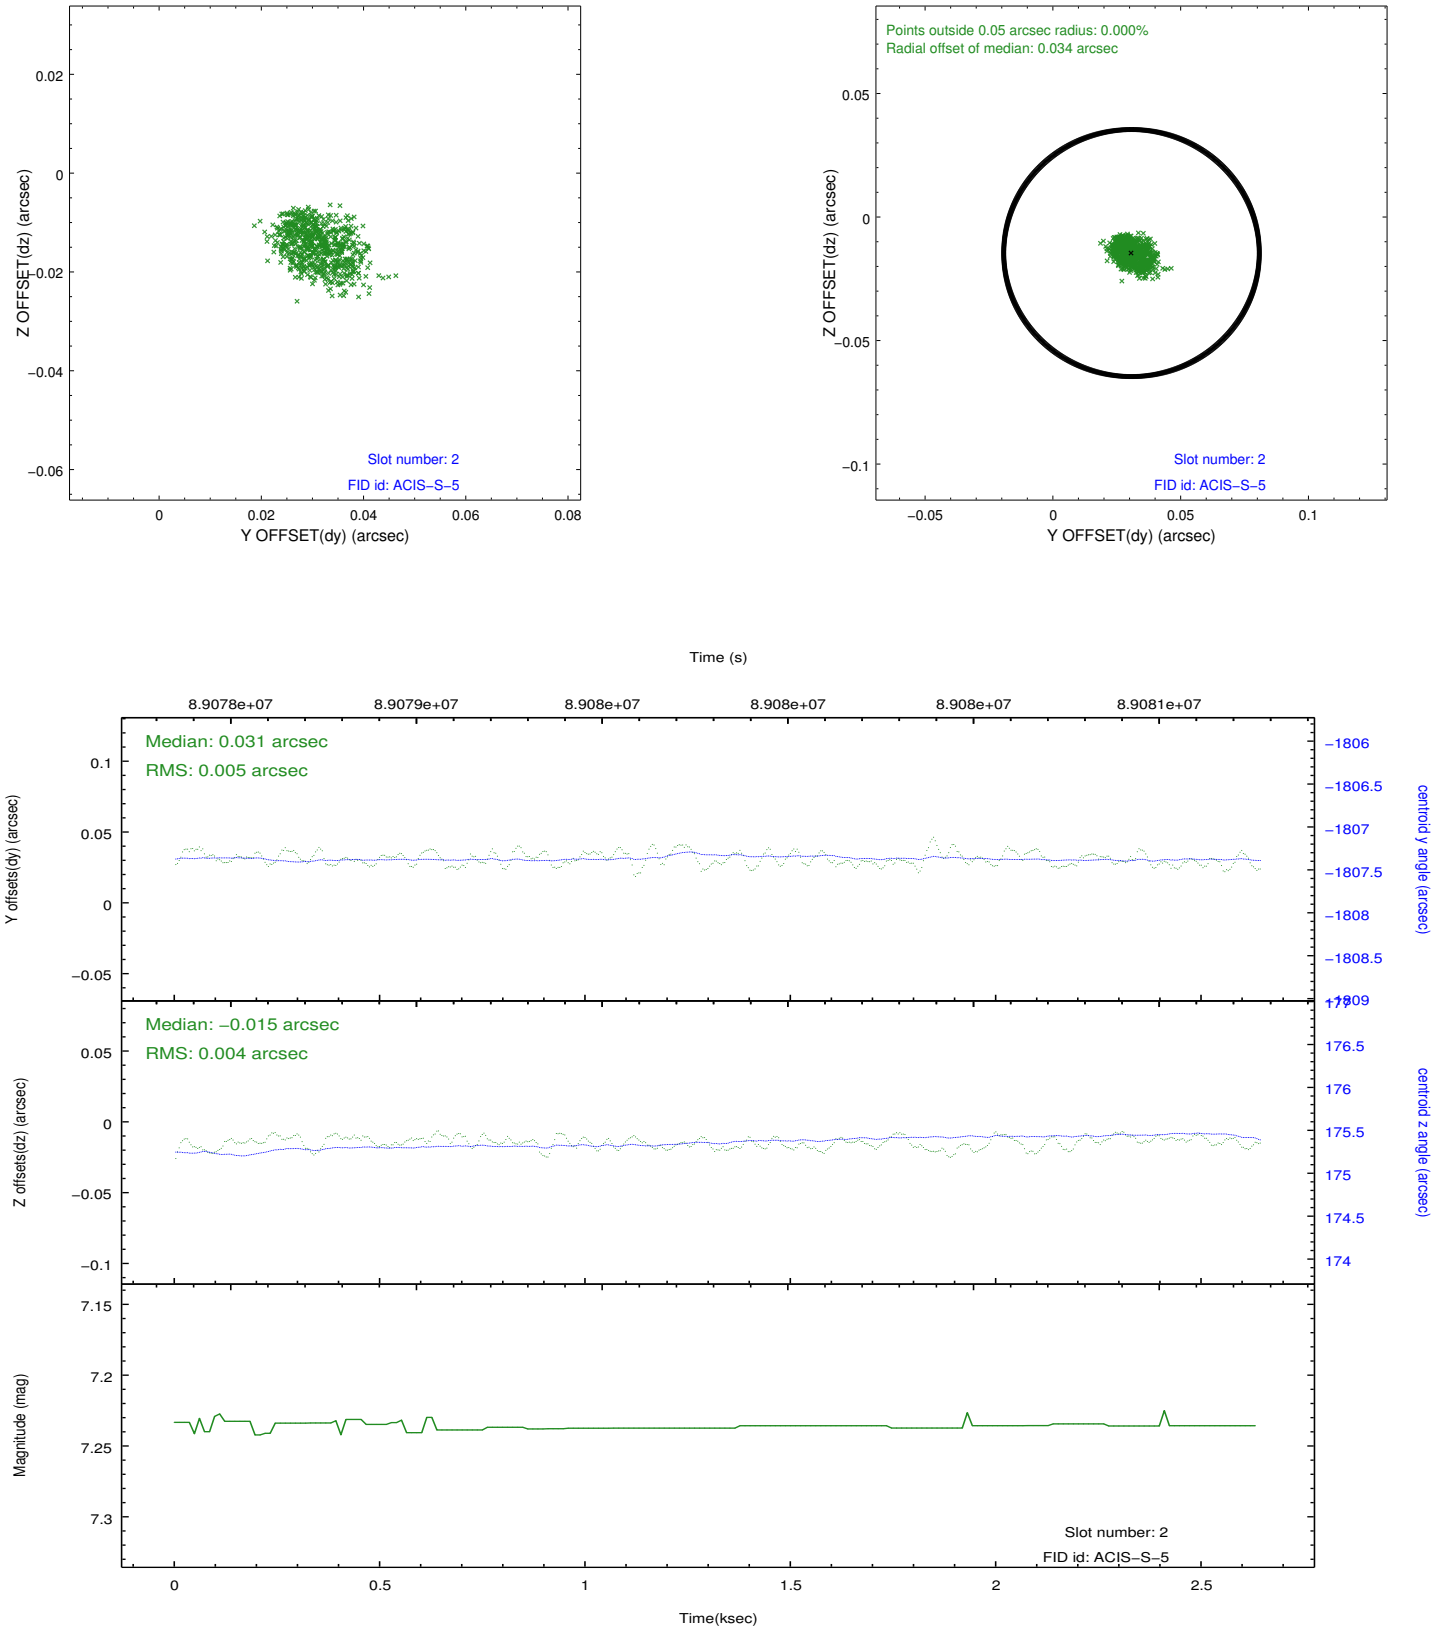 0.02
0
−0.02
−0.04
−0.06
Z OFFSET(dz) (arcsec)
Slot number: 2
FID id: ACIS−S−5
0 0.02 0.04 0.06 0.08
Y OFFSET(dy) (arcsec)
Points outside 0.05 arcsec radius: 0.000%
Radial offset of median: 0.034 arcsec
0.05
0
−0.05
−0.1
Z OFFSET(dz) (arcsec)
Slot number: 2
FID id: ACIS−S−5
−0.05 0 0.05 0.1
Y OFFSET(dy) (arcsec)
Time (s)
8.9078e+07 8.9079e+07 8.908e+07 8.908e+07 8.908e+07 8.9081e+07
Median: 0.031 arcsec
RMS: 0.005 arcsec
0.1
0.05
0
−0.05
Y offsets(dy) (arcsec)
−1806
−1806.5
−1807
−1807.5
−1808
−1808.5
−1809
centroid y angle (arcsec)
Median: −0.015 arcsec
RMS: 0.004 arcsec
0.05
0
−0.05
−0.1
Z offsets(dz) (arcsec)
177
176.5
176
175.5
175
174.5
174
centroid z angle (arcsec)
7.15
7.2
7.25
7.3
Magnitude (mag)
Slot number: 2
FID id: ACIS−S−5
0 0.5 1 1.5 2 2.5
Time(ksec)